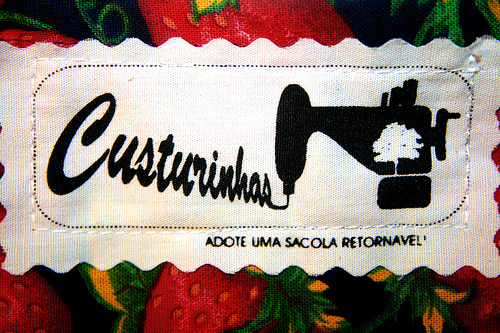 Custurinhas
ADOTE UMA SACOLA RETORNAVEL'